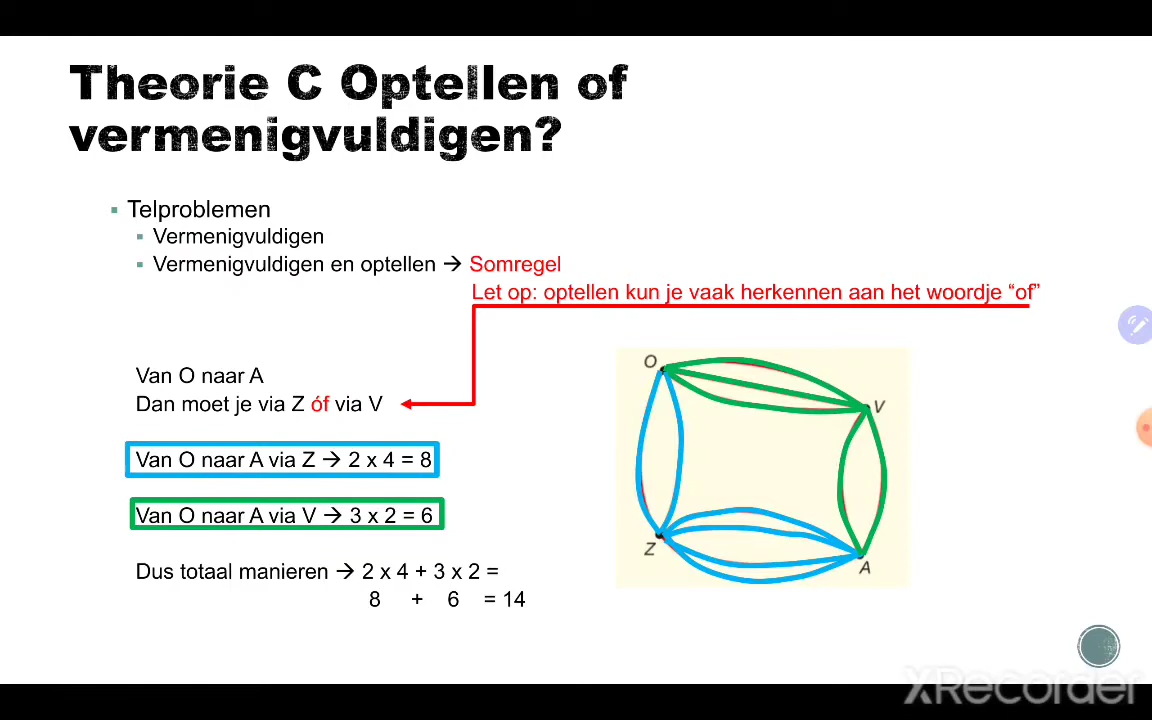 Theorie C Optellen of
vermenigvuldigen?
Telproblemen
Vermenigvuldigen
Vermenigvuldigen en optellen → Somregel
Let op: optellen kun je vaak herkennen aan het woordje “of”
Van O naar A
Dan moet je via Z óf via V
Van O naar A via Z → 2 x 4 = 8
Van O naar A via V → 3 x 2 = 6
Dus totaal manieren → 2 x 4 + 3 x 2 =
8 + 6 = 14
O
V
Z
A
XRecorder